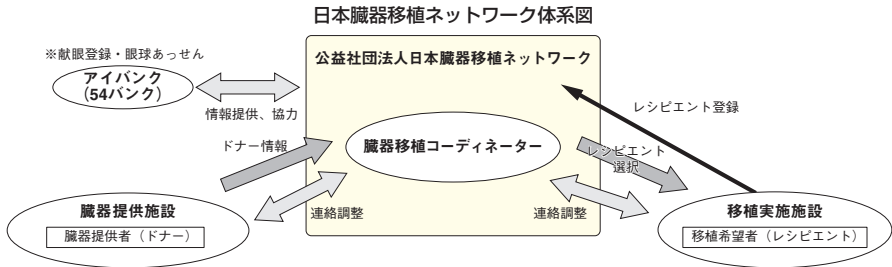 日本臓器移植ネットワーク体系図
※献眼登録・眼球あっせん
アイバンク
(54バンク)
公益社団法人日本臓器移植ネットワーク
情報提供、協力
レシピエント登録
ドナー情報
臓器移植コーディネーター
レシピエント
選択
臓器提供施設
臓器提供者（ドナー）
連絡調整
連絡調整
移植実施施設
移植希望者（レシピエント）